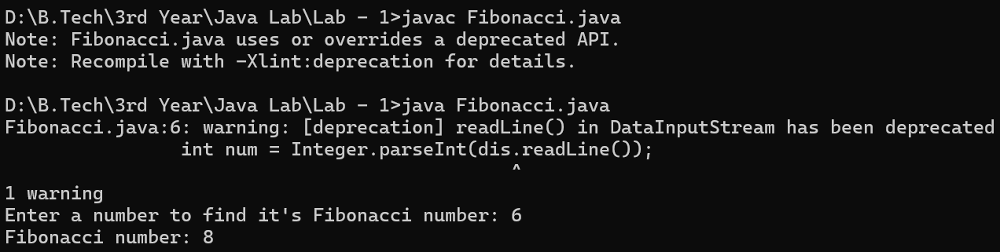 D:\B.Tech\3rd Year\Java Lab\Lab - 1>javac Fibonacci.java
Note: Fibonacci.java uses or overrides a deprecated API.
Note: Recompile with -Xlint:deprecation for details.
D:\B.Tech\3rd Year\Java Lab\Lab - 1>java Fibonacci.java
Fibonacci.java:6: warning: [deprecation] readLine() in DataInputStream has been deprecated
int num = Integer.parseInt(dis.readLine());
^
1 warning
Enter a number to find it's Fibonacci number: 6
Fibonacci number: 8